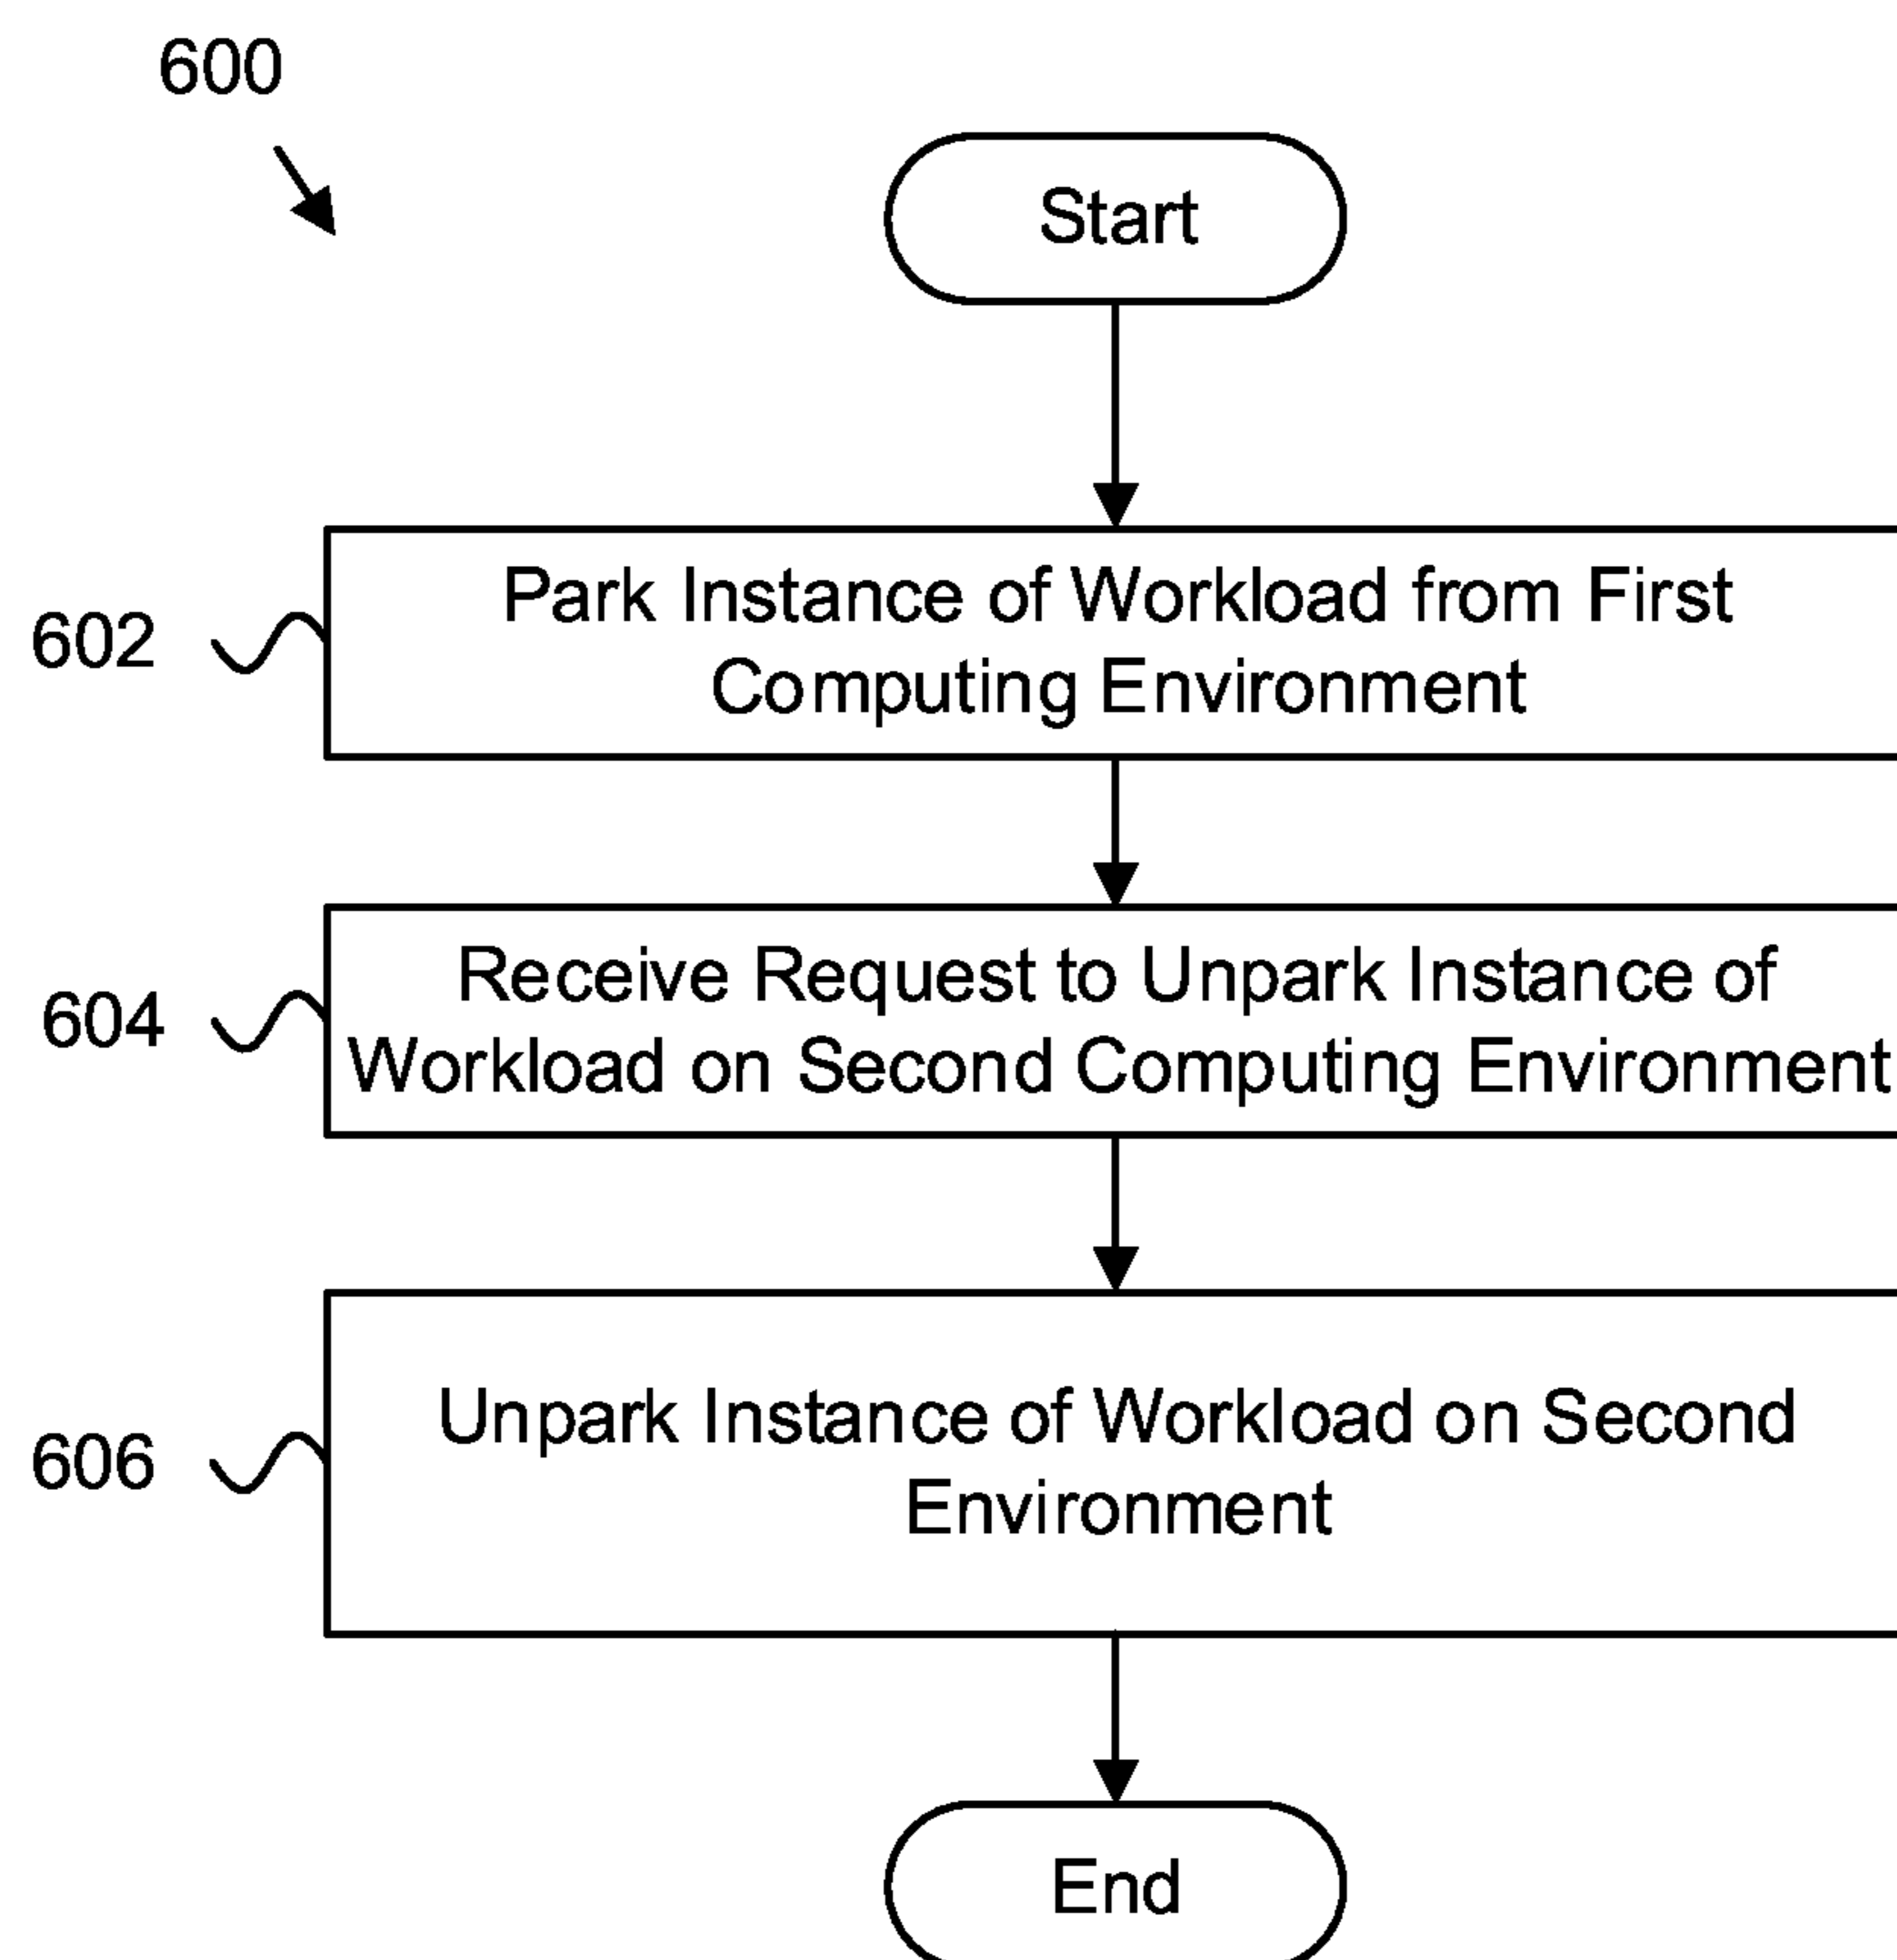 600
Start
602
Park Instance of Workload from First
Computing Environment
604
Receive Request to Unpark Instance of
Workload on Second Computing Environment
606
Unpark Instance of Workload on Second
Environment
End